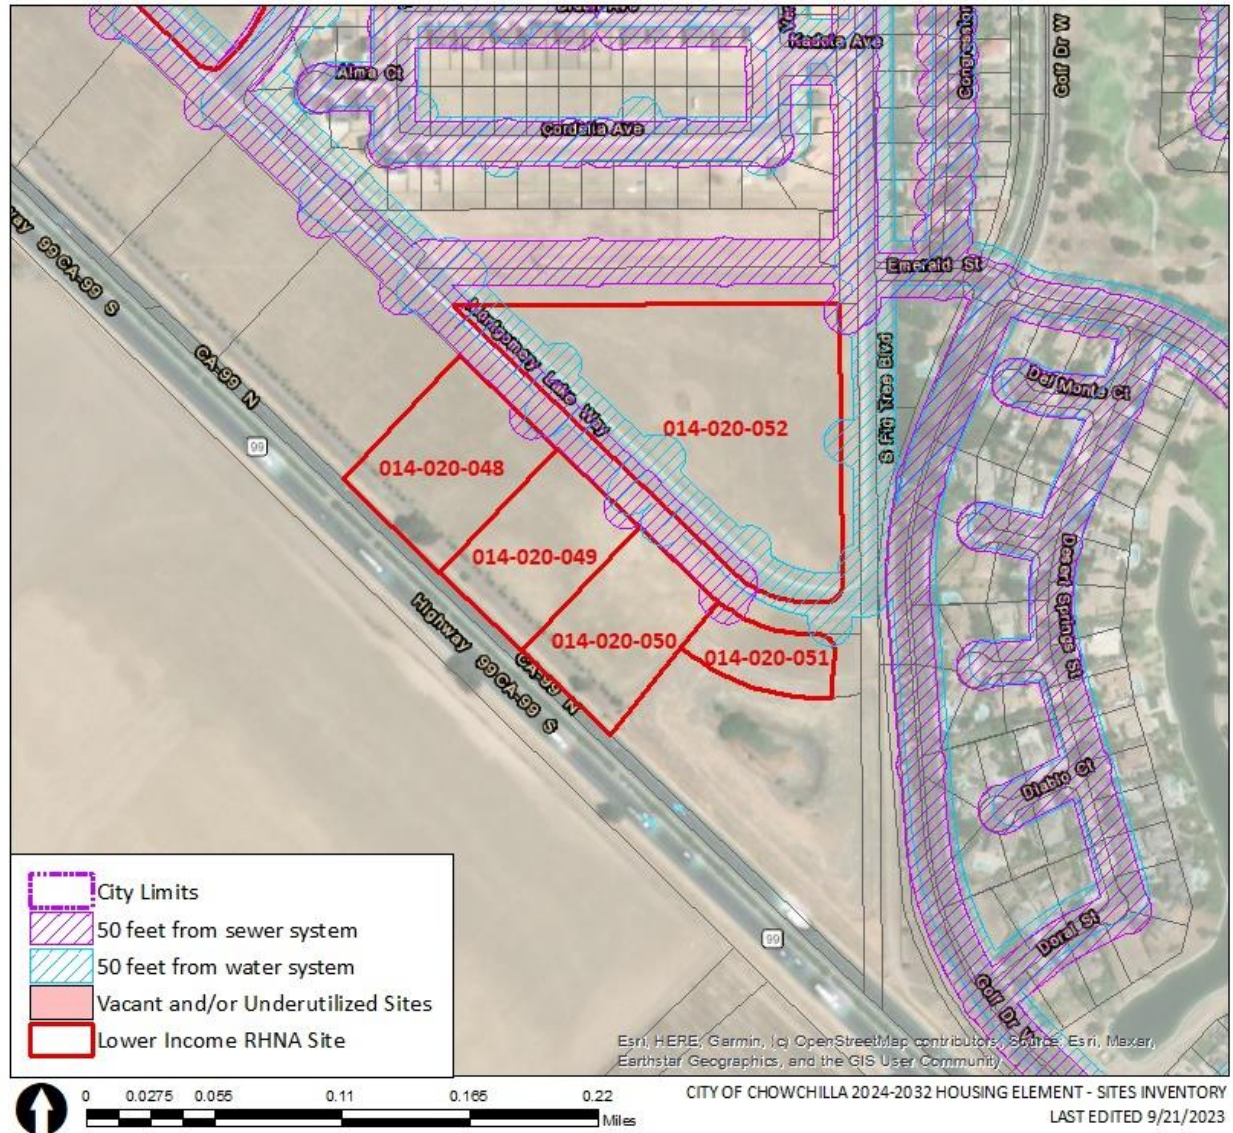 Kadota Ave
Congression
Golf Dr W
Alma Ct
Cordelia Ave
way 99CA-99 S
Emerald St
Montgomery Lake Way
CA-99 N
Del Monte Ct
014-020-052
S Fig Tree Blvd
99
014-020-048
014-020-049
Desert Springs St
Highway 99CA-99 S
014-020-050
014-020-051
CA-99 N
Diablo Ct
City Limits
50 feet from sewer system
50 feet from water system
Vacant and/or Underutilized Sites
Lower Income RHNA Site
99
Doral St
Golf Dr W
Esri, HERE, Garmin, (c) OpenStreetMap contributors, Source: Esri, Maxar,
Earthstar Geographics, and the GIS User Community
0 0.0275 0.055 0.11 0.165 0.22
Miles
CITY OF CHOWCHILLA 2024-2032 HOUSING ELEMENT - SITES INVENTORY
LAST EDITED 9/21/2023